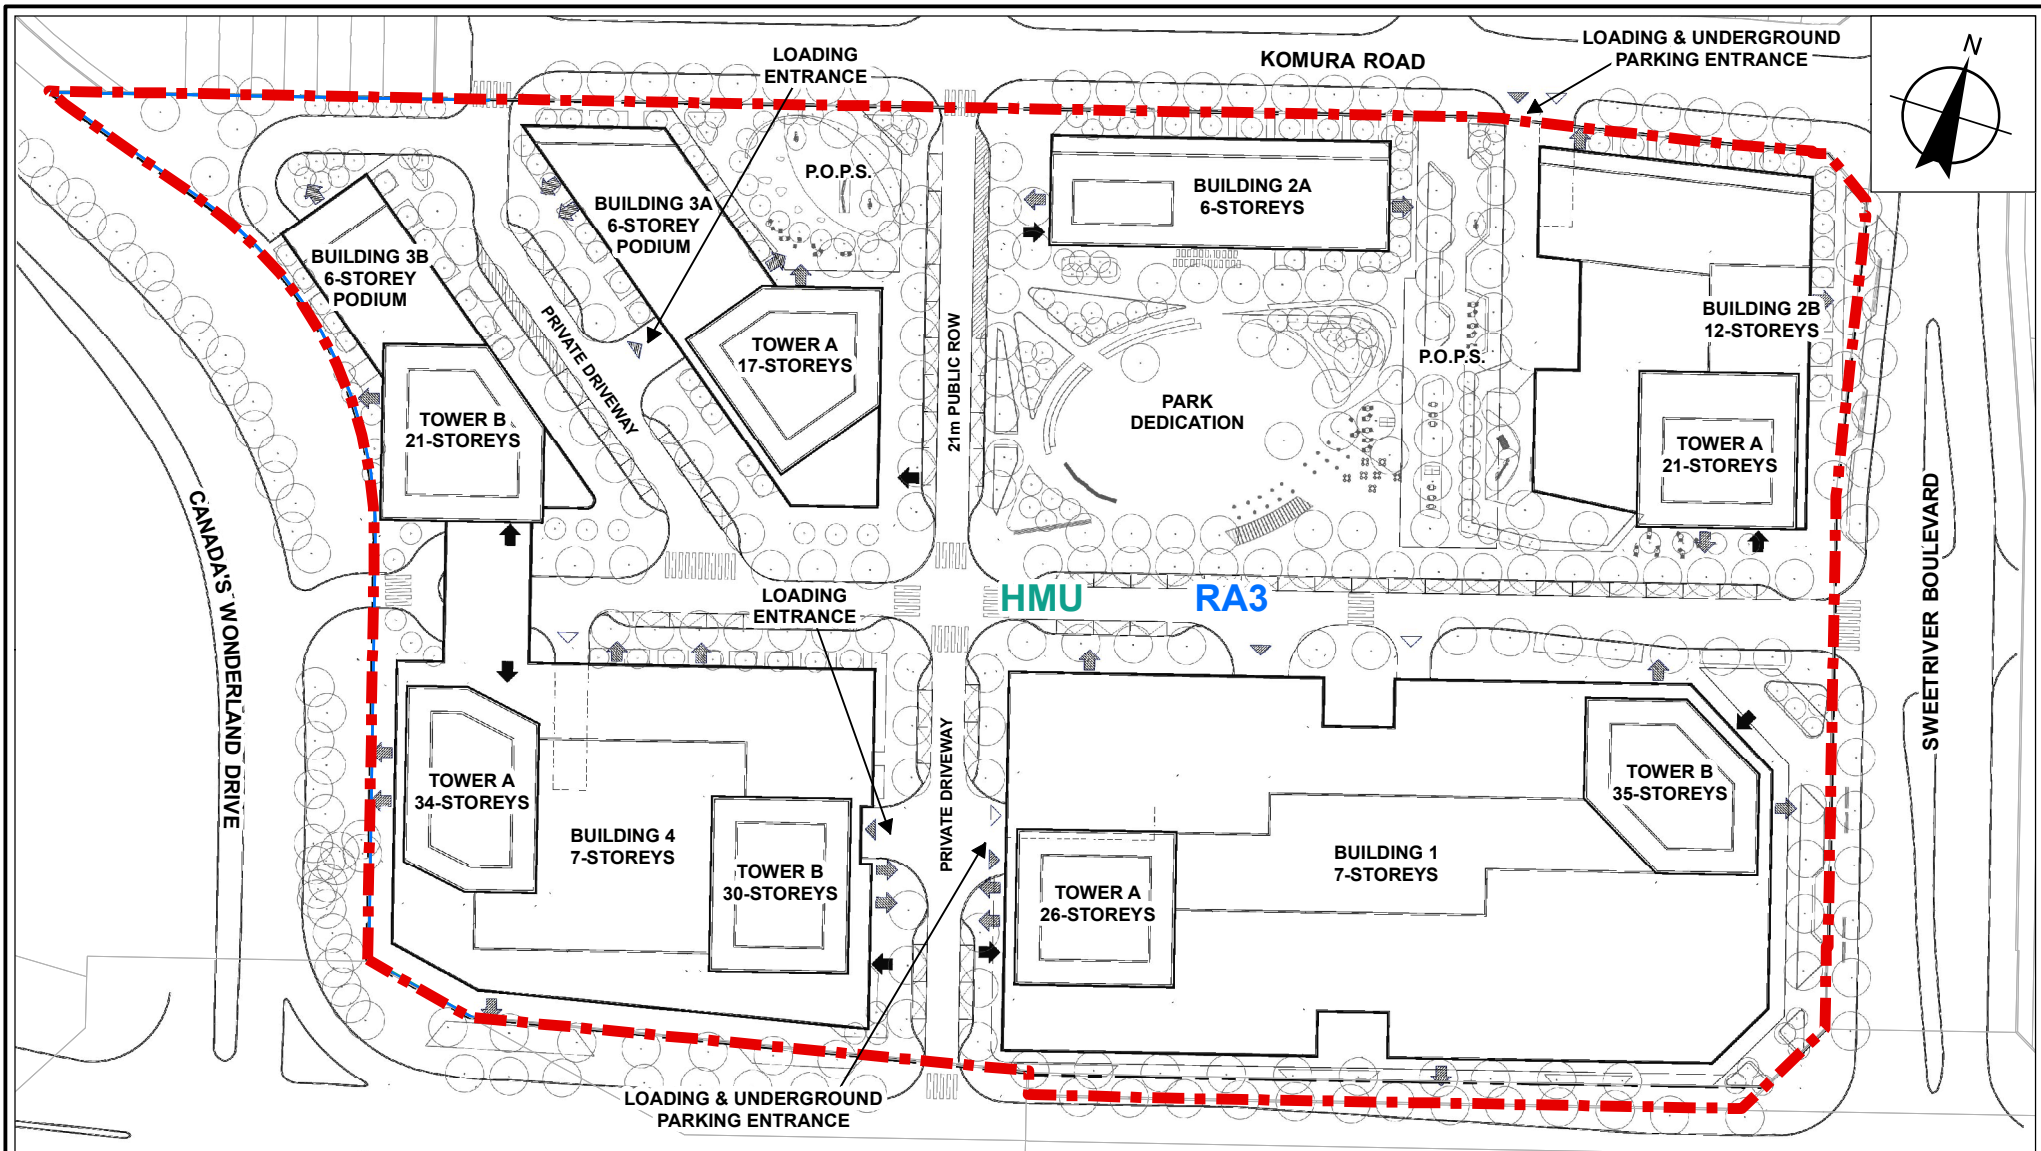 LOADING
ENTRANCE
KOMURA ROAD
LOADING & UNDERGROUND
PARKING ENTRANCE
N
P.O.P.S.
BUILDING 3A
6-STOREY
PODIUM
BUILDING 2A
6-STOREYS
BUILDING 3B
6-STOREY
PODIUM
PRIVATE DRIVEWAY
TOWER A
17-STOREYS
21m PUBLIC ROW
P.O.P.S.
BUILDING 2B
12-STOREYS
TOWER B
21-STOREYS
PARK
DEDICATION
TOWER A
21-STOREYS
CANADA'S WONDERLAND DRIVE
SWEETRIVER BOULEVARD
LOADING
ENTRANCE
HMU
RA3
TOWER A
34-STOREYS
BUILDING 4
7-STOREYS
TOWER B
30-STOREYS
PRIVATE DRIVEWAY
TOWER A
26-STOREYS
BUILDING 1
7-STOREYS
TOWER B
35-STOREYS
LOADING & UNDERGROUND
PARKING ENTRANCE